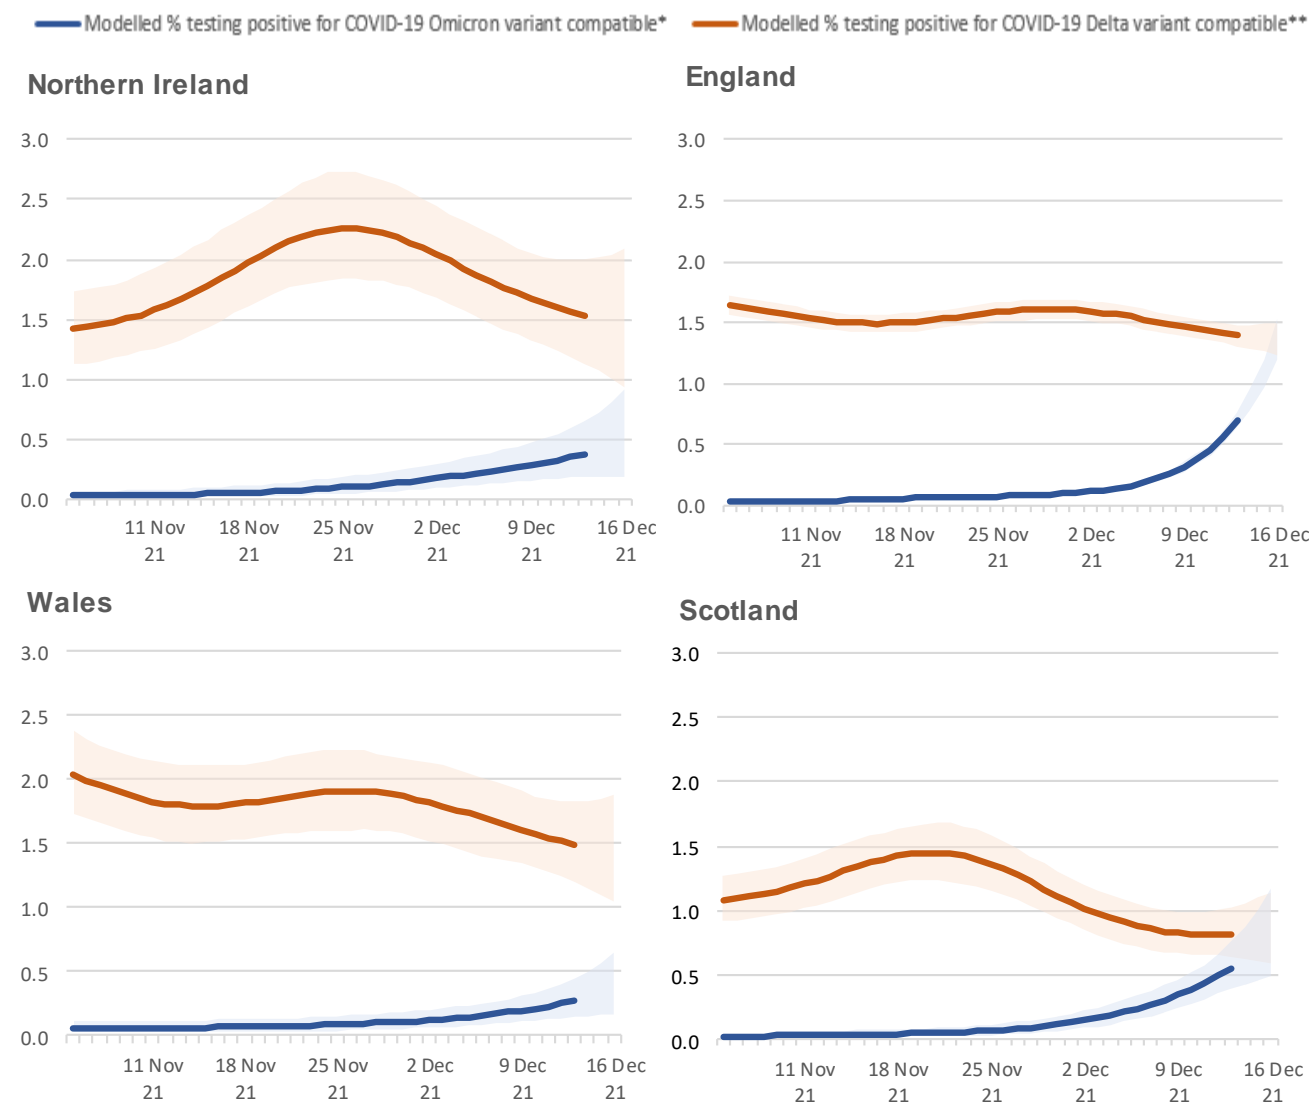 Modelled % testing positive for COVID-19 Omicron variant compatible* Modelled % testing positive for COVID-19 Delta variant compatible**
Northern Ireland
3.0
2.5
2.0
1.5
1.0
0.5
0.0
11 Nov 18 Nov 25 Nov 2 Dec 9 Dec 16 Dec
21 21 21 21 21 21
England
3.0
2.5
2.0
1.5
1.0
0.5
0.0
11 Nov 18 Nov 25 Nov 2 Dec 9 Dec 16 Dec
21 21 21 21 21 21
Wales
3.0
2.5
2.0
1.5
1.0
0.5
0.0
11 Nov 18 Nov 25 Nov 2 Dec 9 Dec 16 Dec
21 21 21 21 21 21
Scotland
3.0
2.5
2.0
1.5
1.0
0.5
0.0
11 Nov 18 Nov 25 Nov 2 Dec 9 Dec 16 Dec
21 21 21 21 21 21